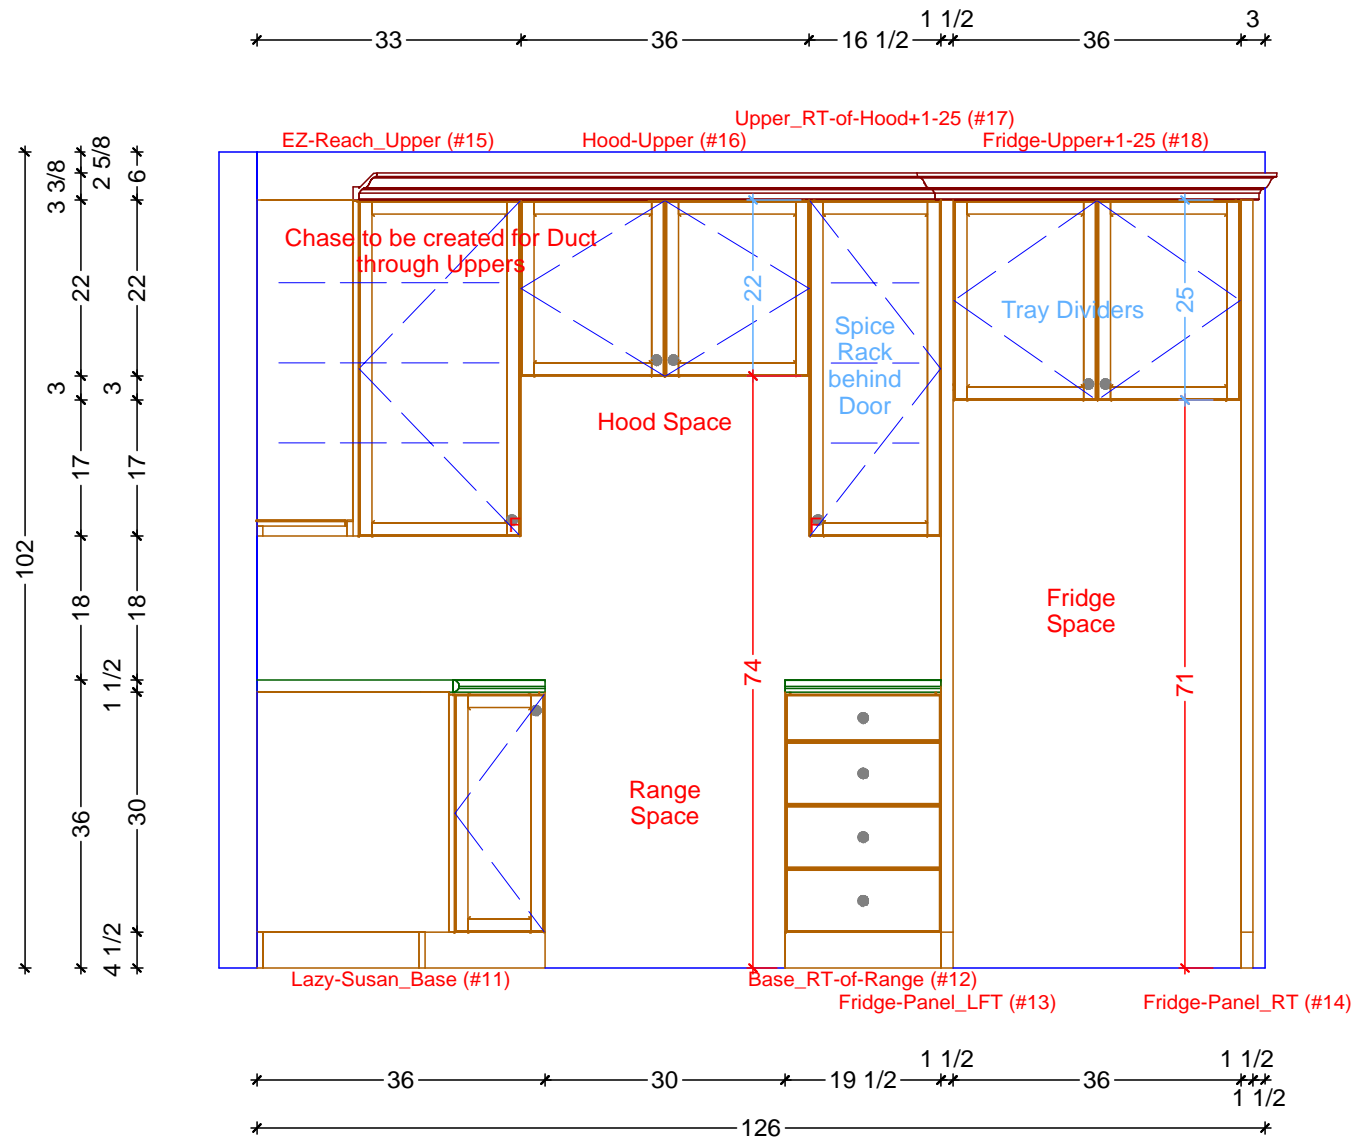 1 1/2
3
33
36
16 1/2
36
Upper_RT-of-Hood+1-25 (#17)
EZ-Reach_Upper (#15)
Hood-Upper (#16)
Fridge-Upper+1-25 (#18)
3 3/8
2 5/8
6
Chase to be created for Duct
through Uppers
22
22
22
25
Tray Dividers
Spice
Rack
behind
Door
3
3
Hood Space
17
17
102
18
18
Fridge
Space
1 1/2
74
71
36
30
Range
Space
4 1/2
Lazy-Susan_Base (#11)
Base_RT-of-Range (#12)
Fridge-Panel_LFT (#13)
Fridge-Panel_RT (#14)
1 1/2
1 1/2
36
30
19 1/2
36
1 1/2
126